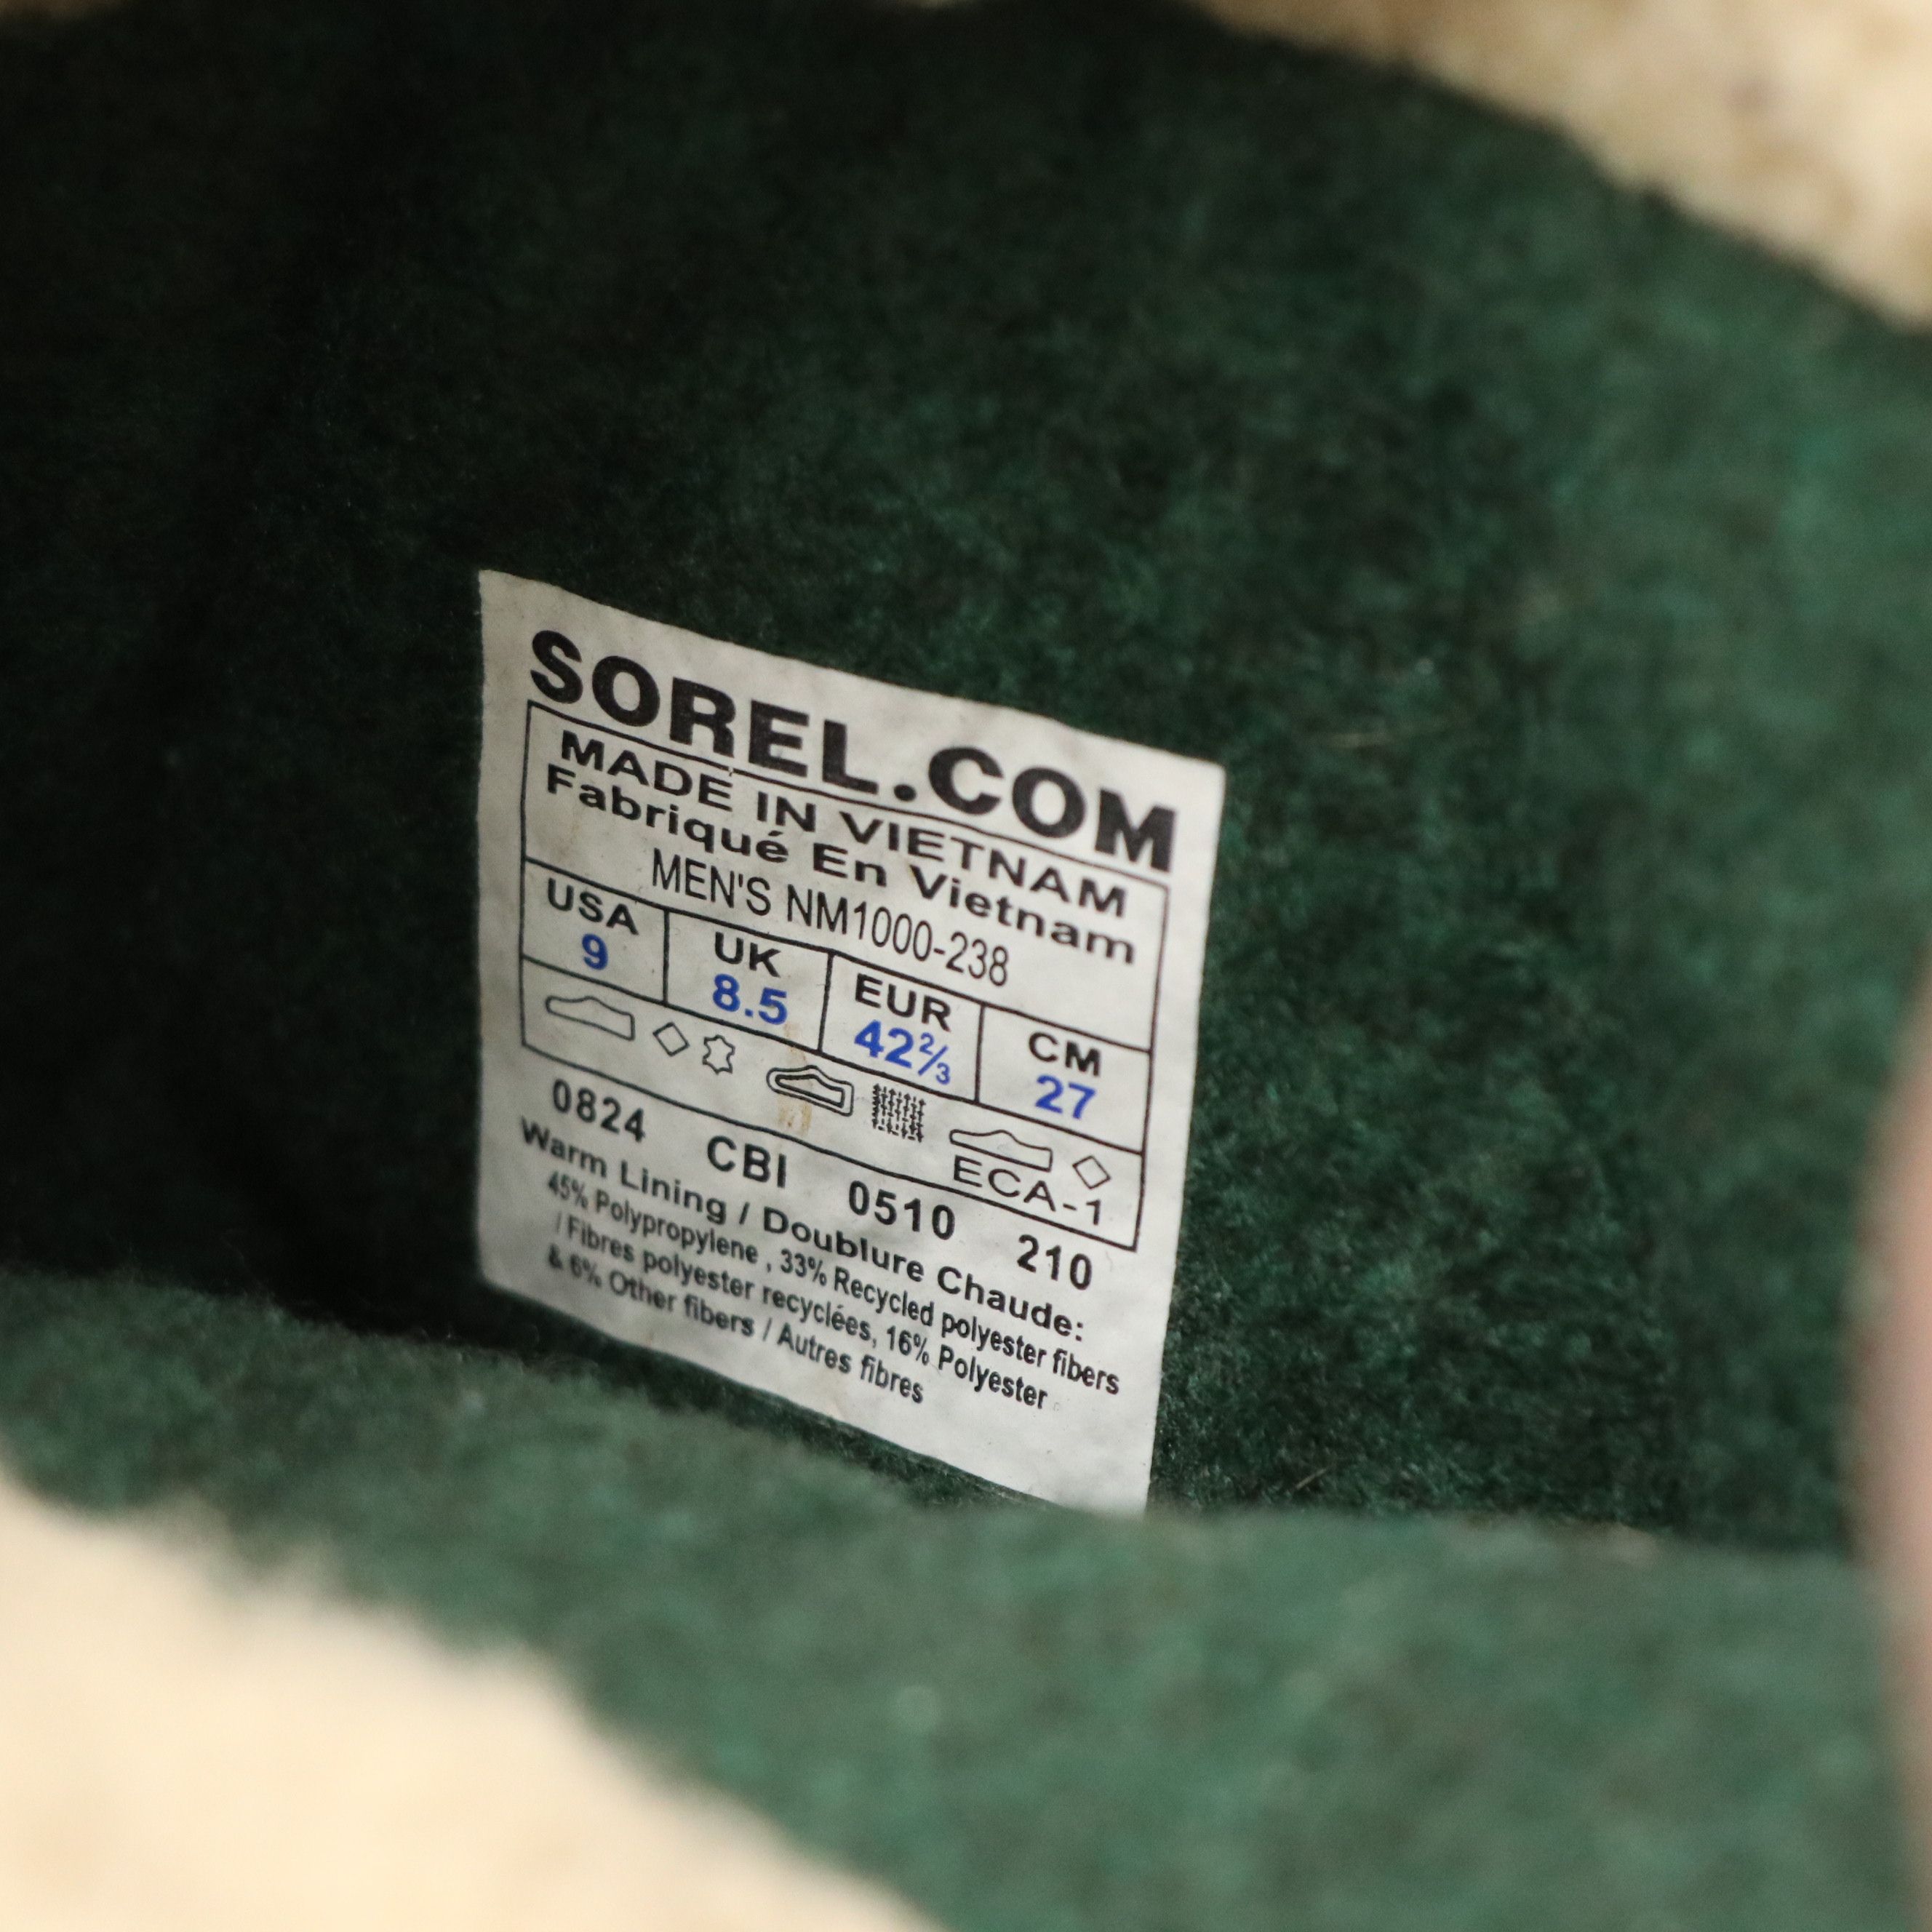 SOREL.COM
MADE IN VIETNAM
Fabriqué En Vietnam
MEN'S NM1000-238
USA UK EUR CM
9 8.5 42⅔ 27
ECA-1
0824 CBI 0510 210
Warm Lining / Doublure Chaude:
45% Polypropylene , 33% Recycled polyester fibers
/ Fibres polyester recyclées, 16% Polyester
& 6% Other fibers / Autres fibres